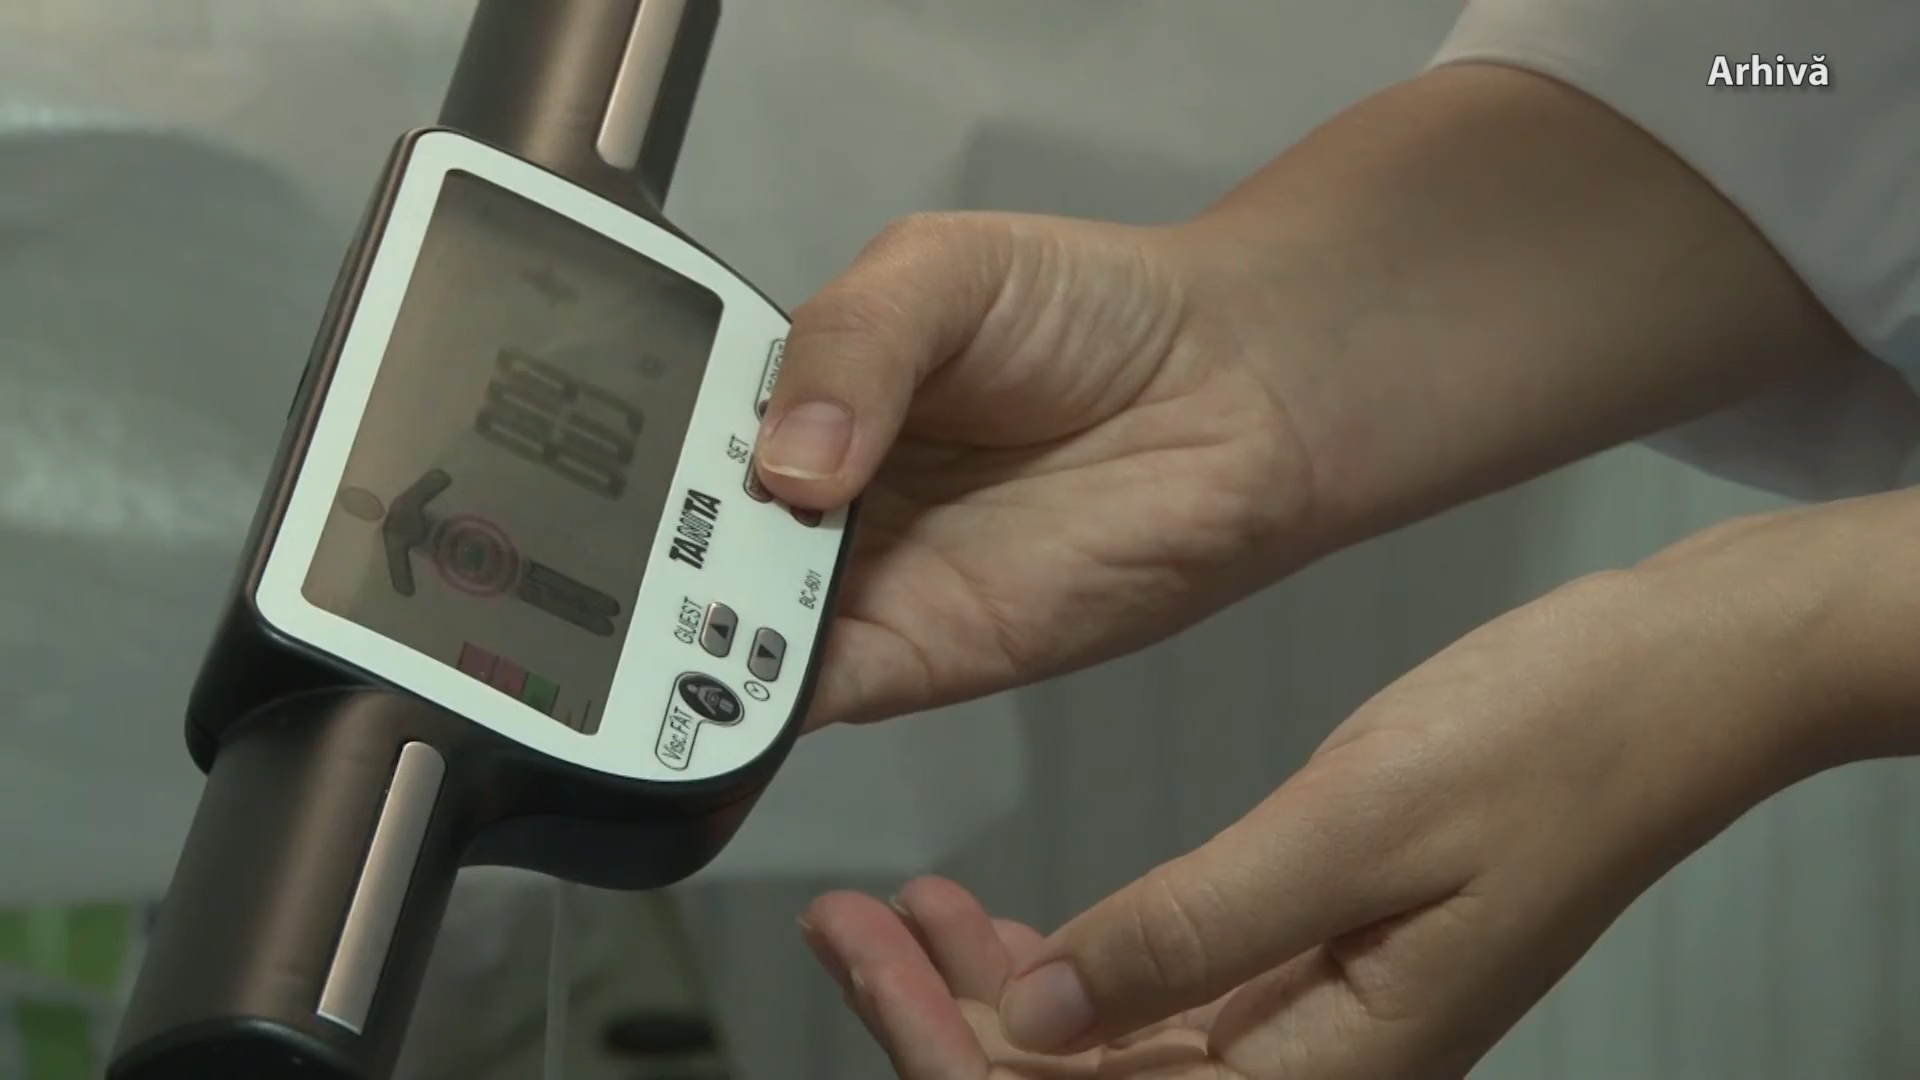 Arhivă
SET
TANITA
BC-601
GUEST
Visc.FAT